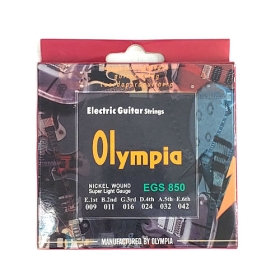 Electric Guitar Strings
Olympia
NICKEL WOUND
Super Light Gauge
EGS 850
E.1st B.2nd G.3rd D.4th A.5th E.6th
009 011 016 024 032 042
MANUFACTURED BY OLYMPIA